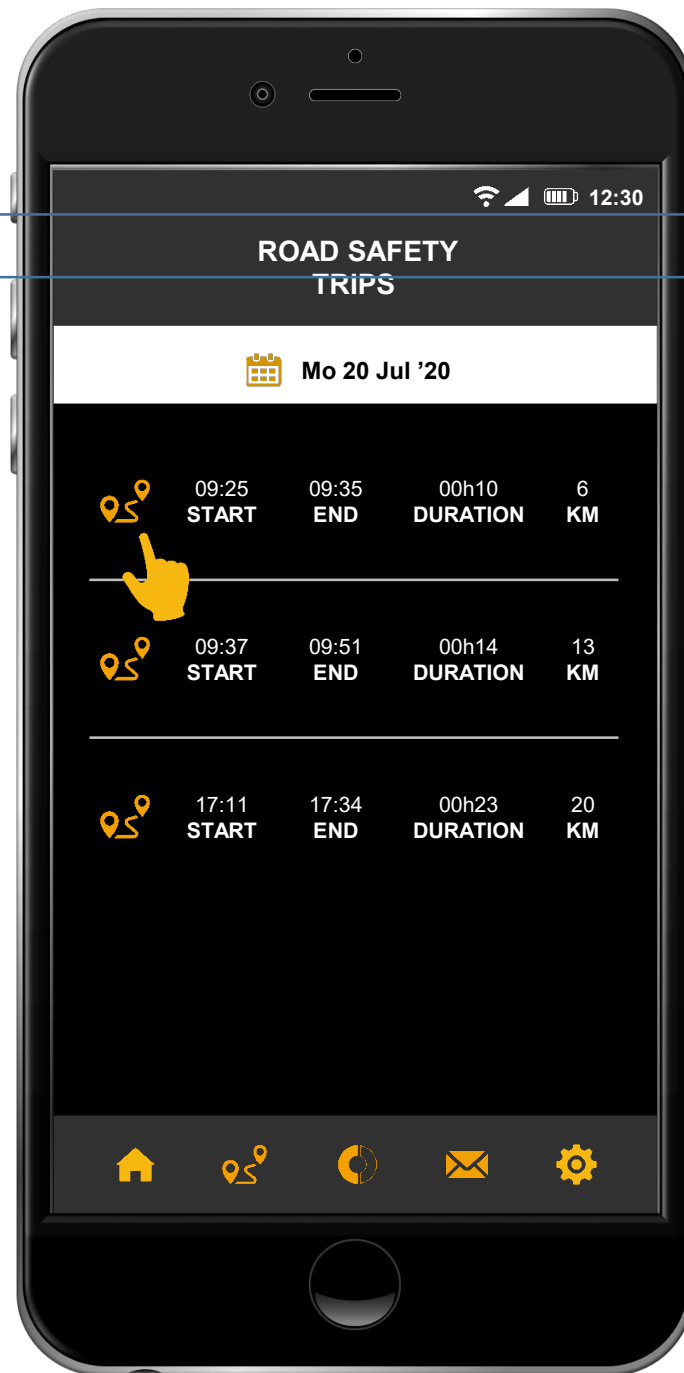 12:30
ROAD SAFETY
TRIPS
Mo 20 Jul ’20
09:25 09:35 00h10 6
START END DURATION KM
09:37 09:51 00h14 13
START END DURATION KM
17:11 17:34 00h23 20
START END DURATION KM